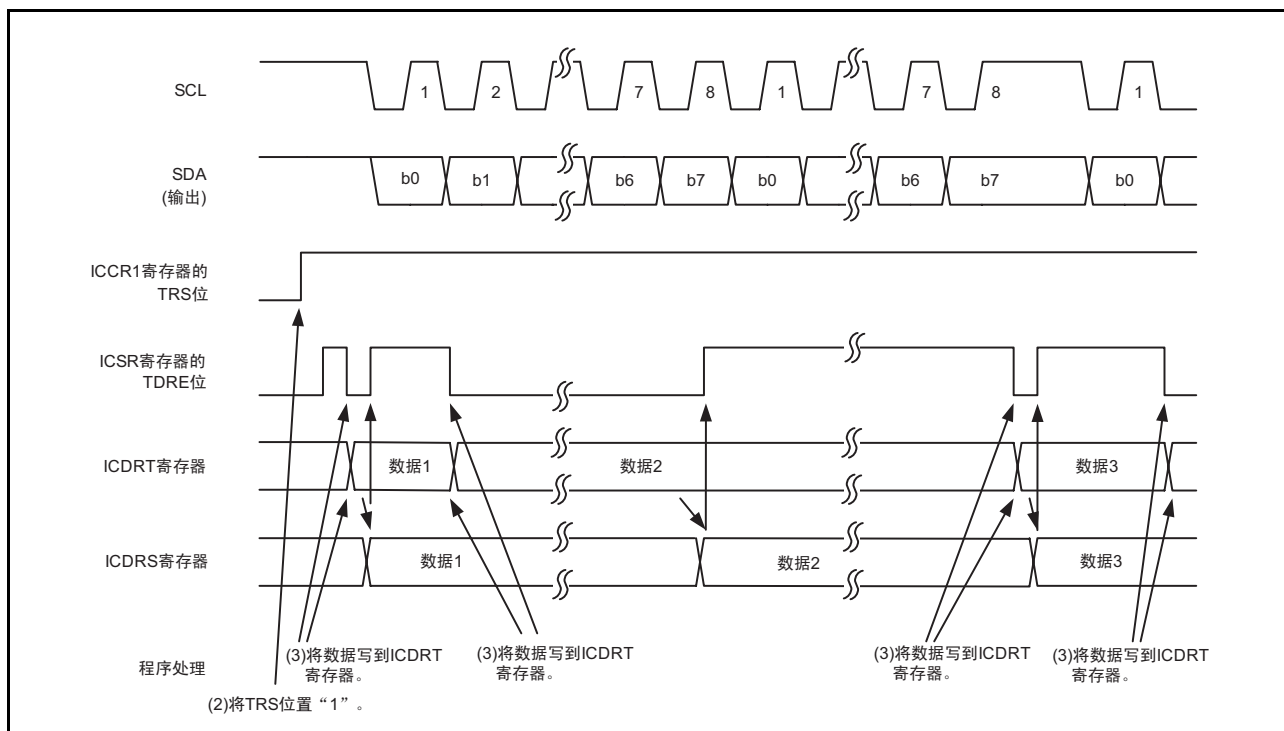 SCL
1
2
7
8
1
7
8
1
SDA
(输出)
b0
b1
b6
b7
b0
b6
b7
b0
ICCR1寄存器的
TRS位
ICSR寄存器的
TDRE位
ICDRT寄存器
数据1
数据2
数据3
ICDRS寄存器
数据1
数据2
数据3
程序处理
(3)将数据写到ICDRT
寄存器。
(3)将数据写到ICDRT
寄存器。
(3)将数据写到ICDRT
寄存器。
(3)将数据写到ICDRT
寄存器。
(2)将TRS位置“1”。